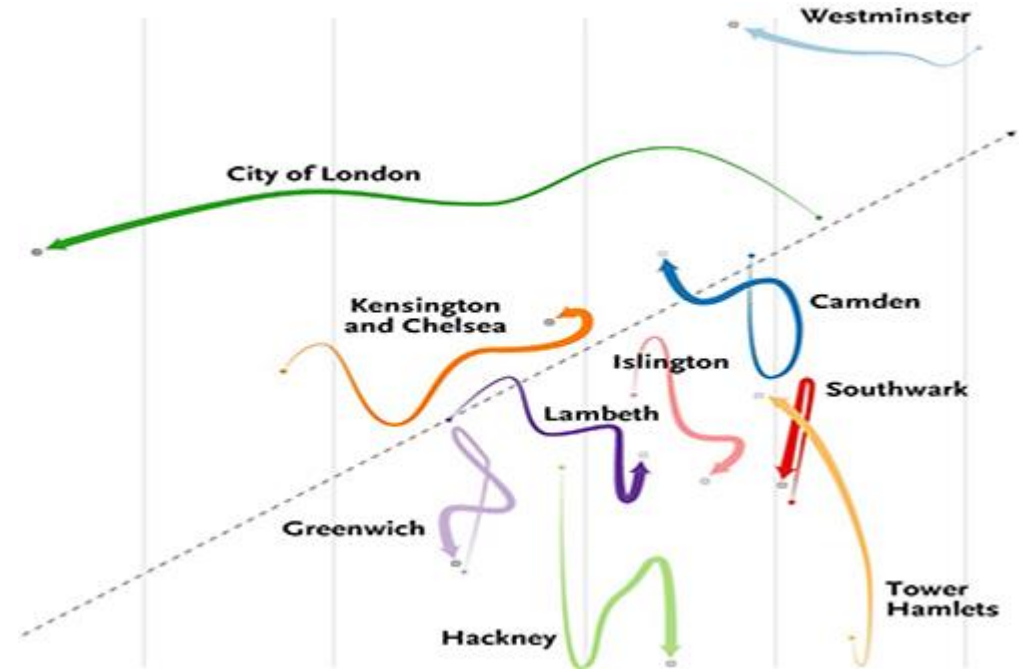 Westminster
City of London
Kensington
and Chelsea
Camden
Islington
Southwark
Lambeth
Greenwich
Tower
Hamlets
Hackney